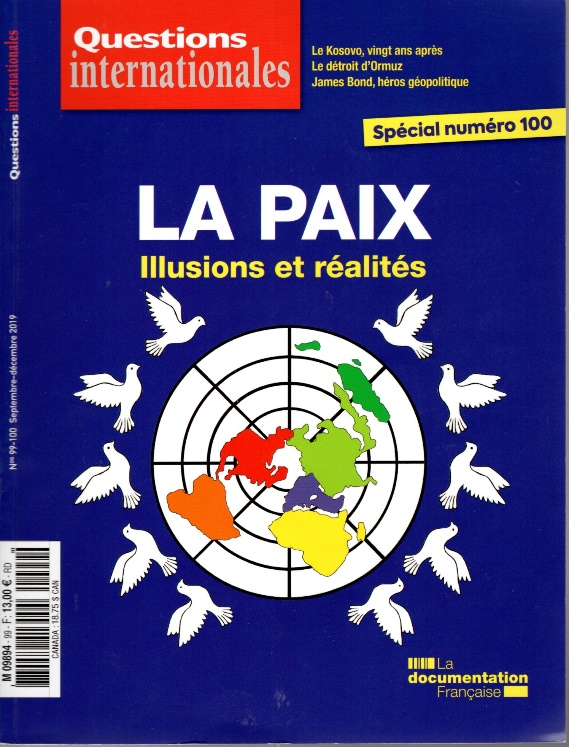 Questions
internationales
Le Kosovo, vingt ans après
Le détroit d'Ormuz
James Bond, héros géopolitique
Spécial numéro 100
LA PAIX
Illusions et réalités
Questions internationales
Nos 99-100 Septembre-décembre 2019
M 09894 - 99 - F: 13,00 € - RD
CANADA : 18.75 $ CAN
La
documentation
Française